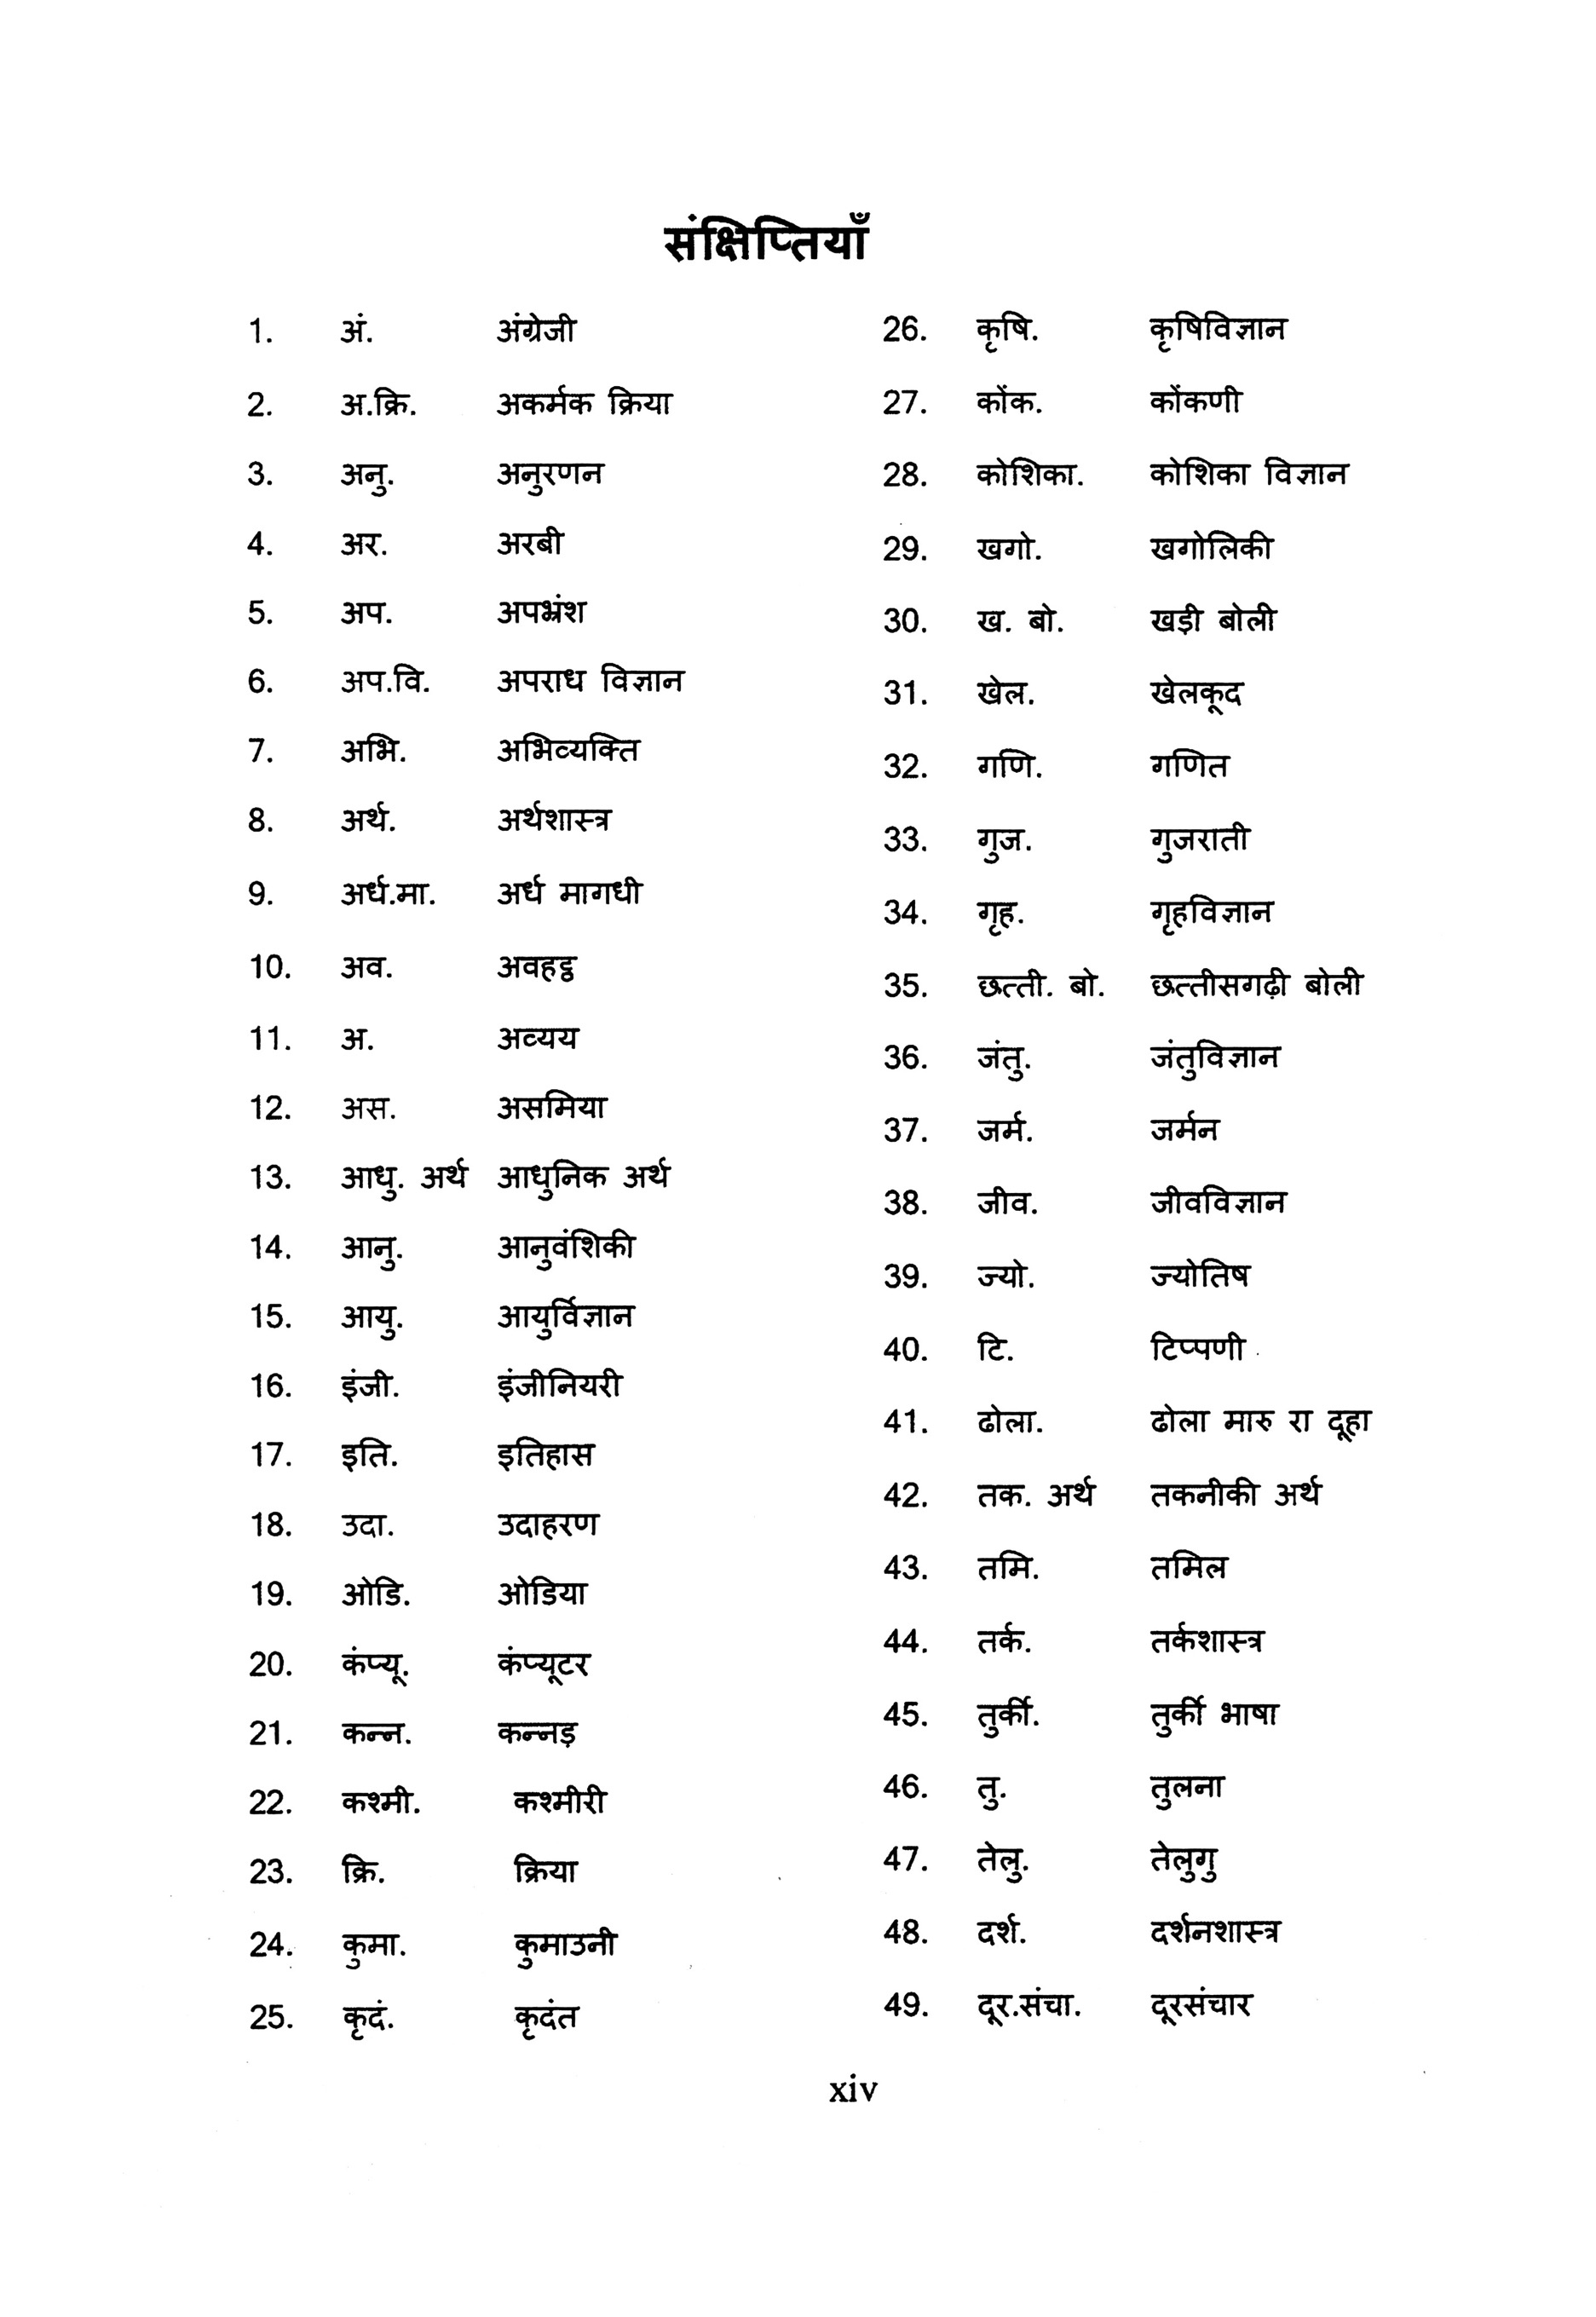 संक्षिप्तियाँ
1. अं. अंग्रेजी
2. अ.क्रि. अकर्मक क्रिया
3. अनु. अनुरणन
4. अर. अरबी
5. अप. अपभ्रंश
6. अप.वि. अपराध विज्ञान
7. अभि. अभिव्यक्ति
8. अर्थ. अर्थशास्त्र
9. अर्ध.मा. अर्ध मागधी
10. अव. अवहट्ठ
11. अ. अव्यय
12. अस. असमिया
13. आधु. अर्थ आधुनिक अर्थ
14. आनु. आनुवंशिकी
15. आयु. आयुर्विज्ञान
16. इंजी. इंजीनियरी
17. इति. इतिहास
18. उदा. उदाहरण
19. ओडि. ओडिया
20. कंप्यू. कंप्यूटर
21. कन्न. कन्नड़
22. कश्मी. कश्मीरी
23. क्रि. क्रिया
24. कुमा. कुमाउनी
25. कृदं. कृदंत
26. कृषि. कृषिविज्ञान
27. कोंक. कोंकणी
28. कोशिका. कोशिका विज्ञान
29. खगो. खगोलिकी
30. ख. बो. खड़ी बोली
31. खेल. खेलकूद
32. गणि. गणित
33. गुज. गुजराती
34. गृह. गृहविज्ञान
35. छत्ती. बो. छत्तीसगढ़ी बोली
36. जंतु. जंतुविज्ञान
37. जर्म. जर्मन
38. जीव. जीवविज्ञान
39. ज्यो. ज्योतिष
40. टि. टिप्पणी
41. ढोला. ढोला मारु रा दूहा
42. तक. अर्थ तकनीकी अर्थ
43. तमि. तमिल
44. तर्क. तर्कशास्त्र
45. तुर्की. तुर्की भाषा
46. तु. तुलना
47. तेलु. तेलुगु
48. दर्श. दर्शनशास्त्र
49. दूर.संचा. दूरसंचार
xiv